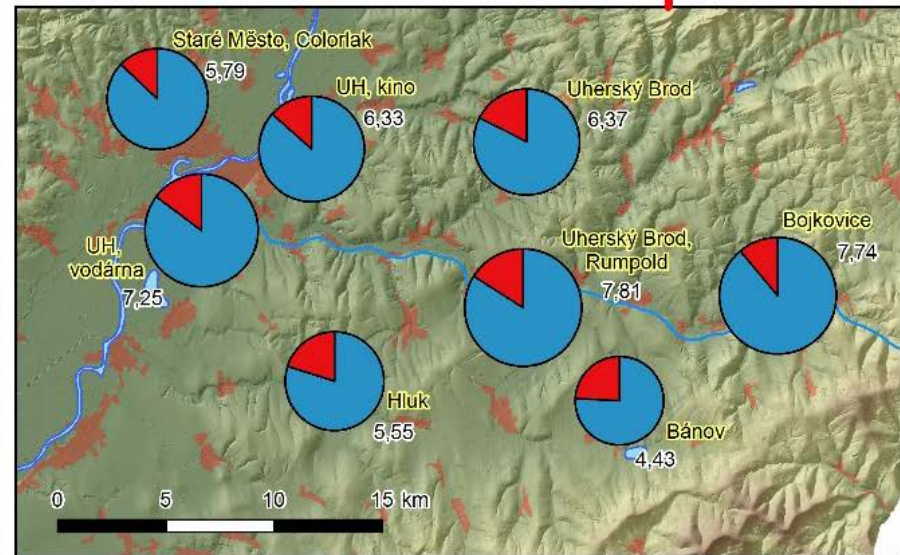 Staré Město, Colorlak
5,79
UH, kino
6,33
Uherský Brod
6,37
UH,
vodárna
7,25
Uherský Brod,
Rumpold
7,81
Bojkovice
7,74
Hluk
5,55
Bánov
4,43
0 5 10 15 km